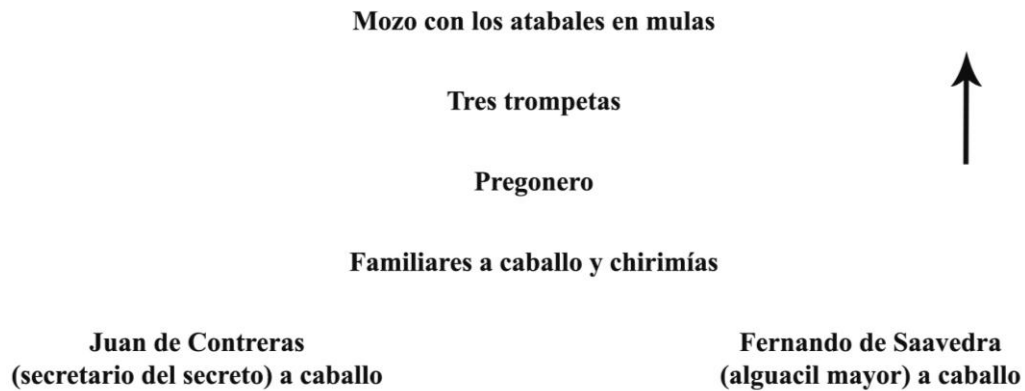 Mozo con los atabales en mulas
Tres trompetas
Pregonero
Familiares a caballo y chirimías
Juan de Contreras
(secretario del secreto) a caballo
Fernando de Saavedra
(alguacil mayor) a caballo